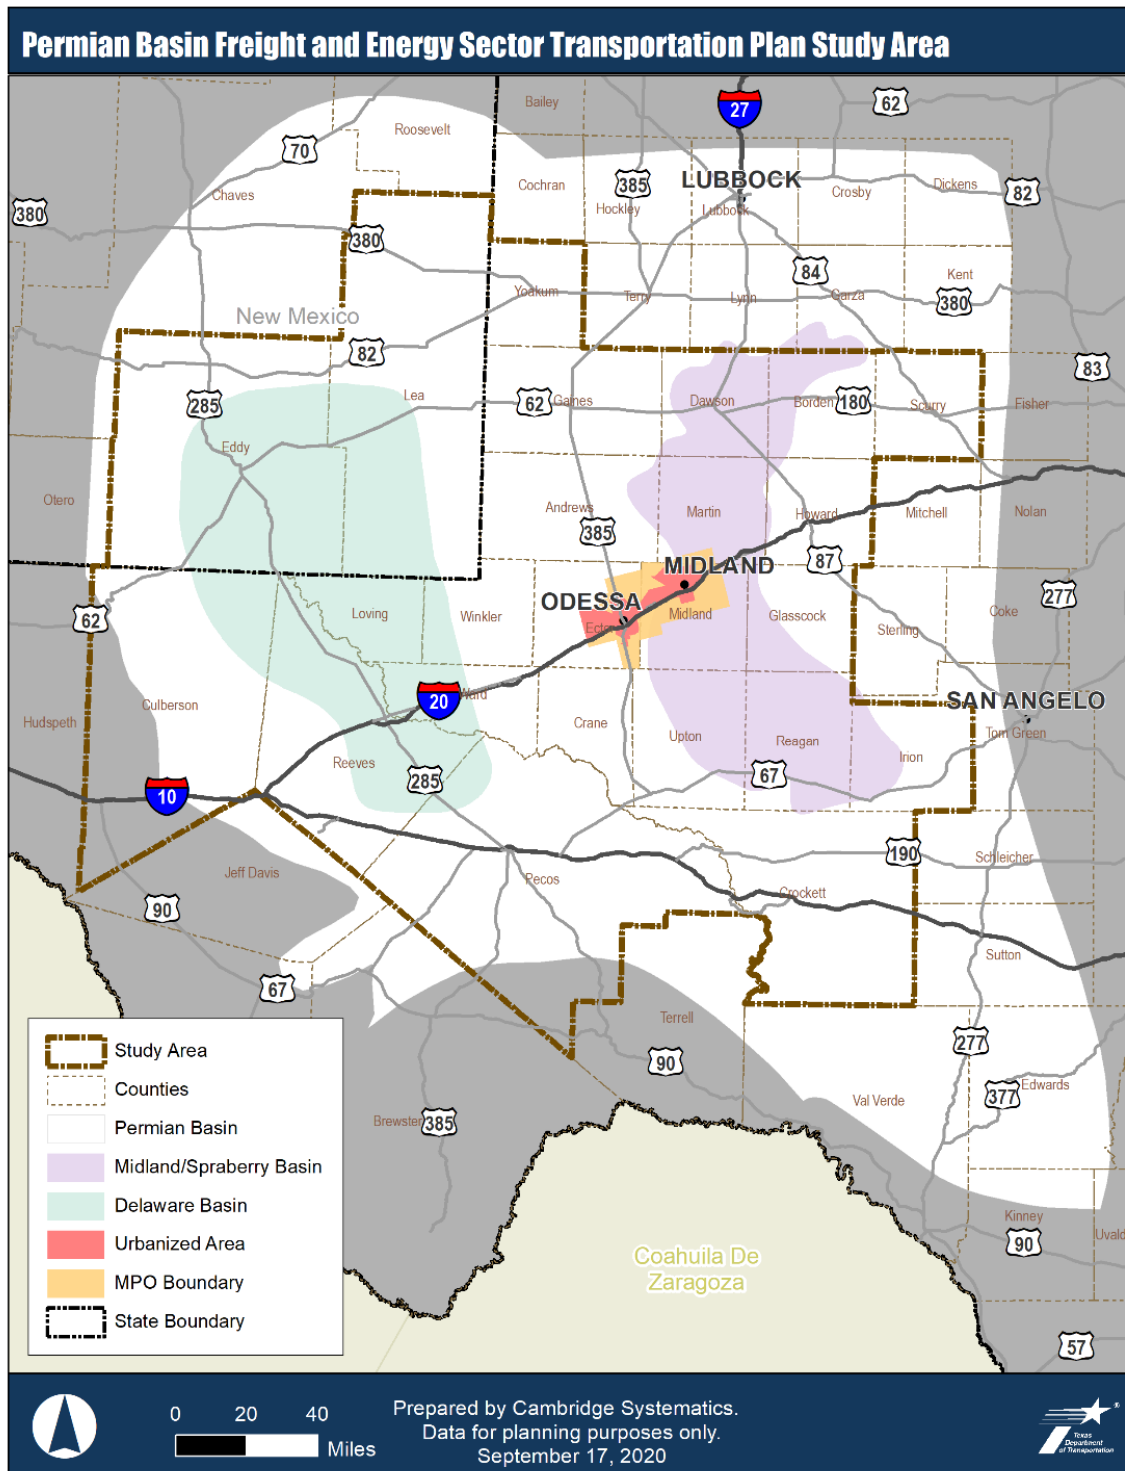 Permian Basin Freight and Energy Sector Transportation Plan Study Area
Bailey
27
62
Roosevelt
70
Chaves
Cochran
385
LUBBOCK
Hockley
Lubbock
Crosby
Dickens
82
380
380
84
Kent
Yoakum
Terry
Lynn
Garza
380
New Mexico
82
83
285
Lea
62
Gaines
Dawson
Borden
180
Scurry
Fisher
Eddy
Otero
Andrews
385
Martin
Howard
Mitchell
Nolan
87
MIDLAND
277
62
ODESSA
Loving
Winkler
Ector
Midland
Glasscock
Coke
Sterling
Culberson
20
Ward
SAN ANGELO
Hudspeth
Crane
Upton
Reagan
Irion
Tom Green
Reeves
285
67
10
190
Schleicher
Jeff Davis
Pecos
Crockett
90
Sutton
67
Terrell
90
277
377
Edwards
Val Verde
Brewster
385
Kinney
90
Uvald
Coahuila De
Zaragoza
57
Study Area
Counties
Permian Basin
Midland/Spraberry Basin
Delaware Basin
Urbanized Area
MPO Boundary
State Boundary
0 20 40
Miles
Prepared by Cambridge Systematics.
Data for planning purposes only.
September 17, 2020
Texas
Department
of Transportation
®